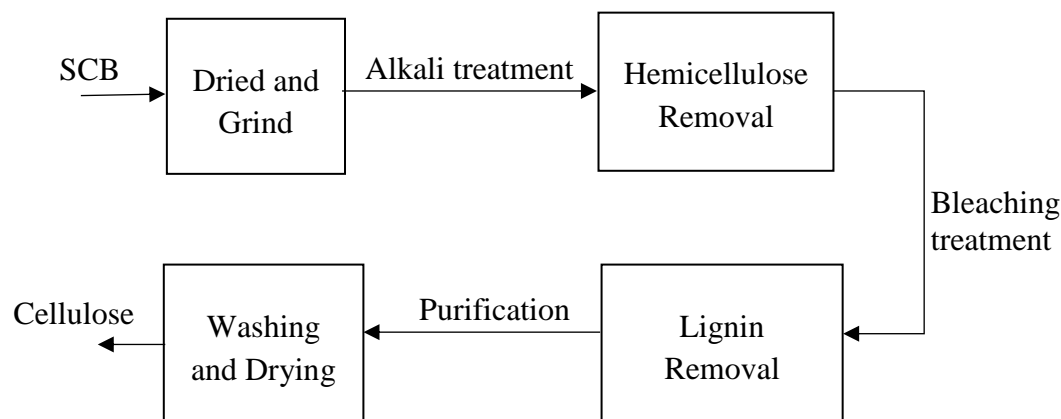 SCB
Dried and
Grind
Alkali treatment
Hemicellulose
Removal
Bleaching
treatment
Lignin
Removal
Purification
Washing
and Drying
Cellulose